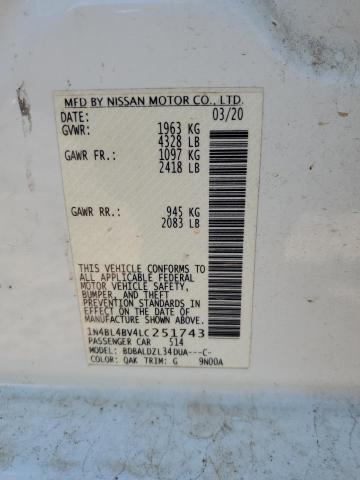 MFD BY NISSAN MOTOR CO., LTD.
DATE: 03/20
GVWR: 1963 KG
4328 LB
GAWR FR.: 1097 KG
2418 LB
GAWR RR.: 945 KG
2083 LB
THIS VEHICLE CONFORMS TO
ALL APPLICABLE FEDERAL
MOTOR VEHICLE SAFETY,
BUMPER, AND THEFT
PREVENTION STANDARDS IN
EFFECT ON THE DATE OF
MANUFACTURE SHOWN ABOVE.
1N4BL4BV4LC251743
PASSENGER CAR 514
MODEL: BDBALDZL34DUA---C-
COLOR: QAK TRIM: G 9N00A